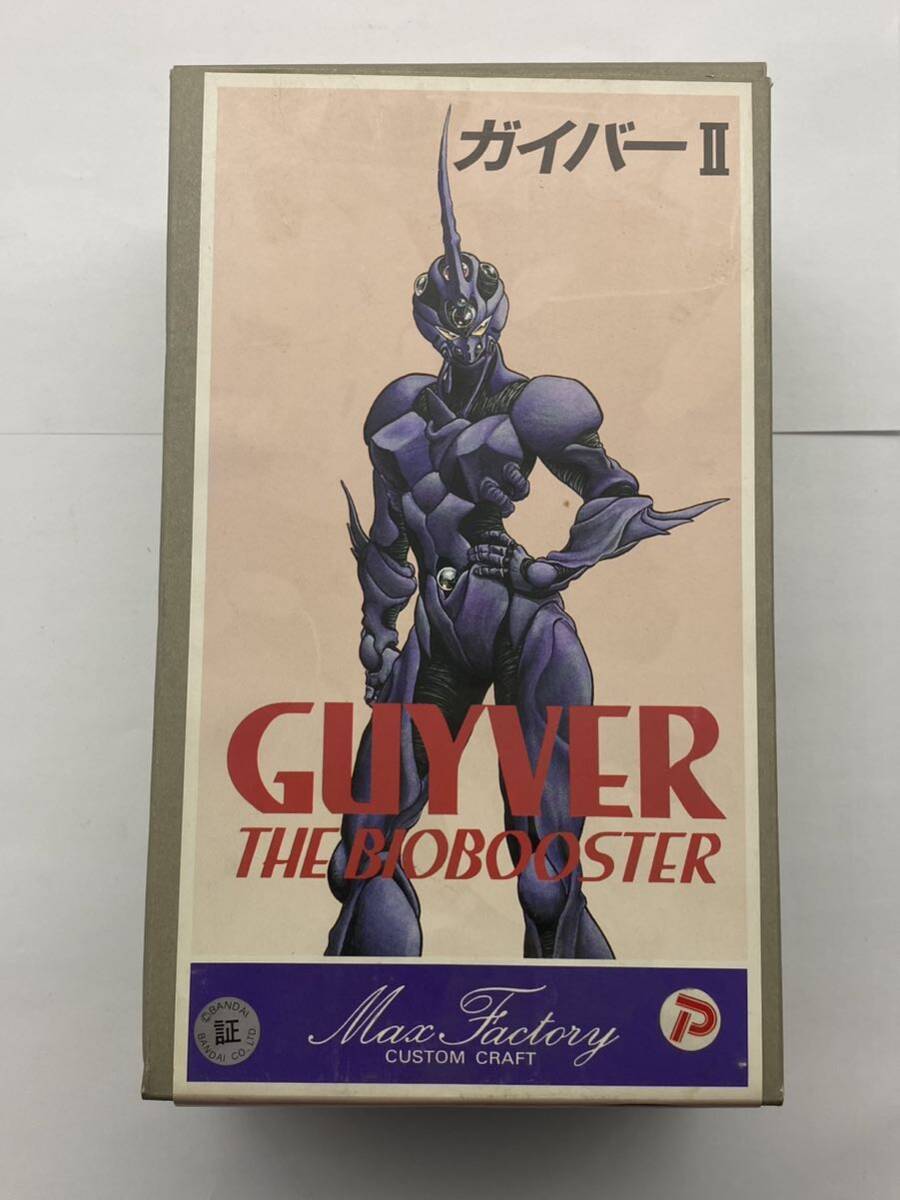 ガイバーⅡ
GUYVER
THE BIOBOOSTER
©BANDAI
証
BANDAI CO.,LTD
Max Factory
CUSTOM CRAFT
P